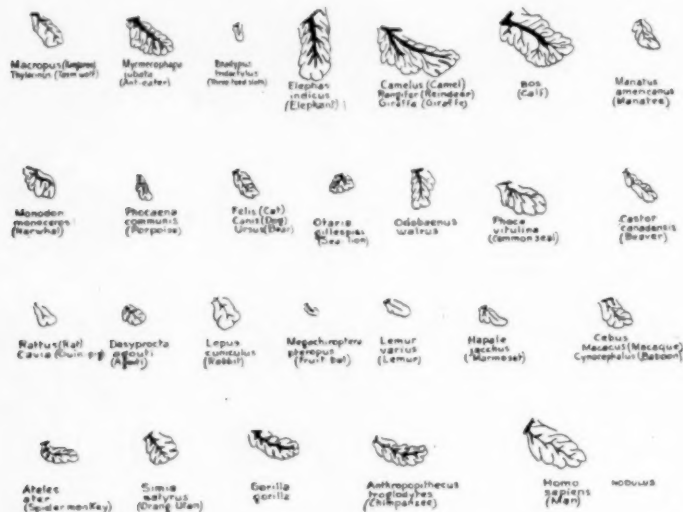 Macropus (Kangaroo)
Thylacinus (Tasm wolf)
Myrmecophaga
jubata
(Ant-eater)
Bradypus
tridactylus
(Three toed sloth)
Elephas
indicus
(Elephant)
Camelus (Camel)
Rangifer (Reindeer)
Giraffa (Giraffe)
Bos
(Calf)
Manatus
americanus
(Manatee)
Monodon
monoceros
(Narwhal)
Phocaena
communis
(Porpoise)
Felis (Cat)
Canis (Dog)
Ursus (Bear)
Otaria
gillespii
(Sea lion)
Odobaenus
walrus
Phoca
vitulina
(Common seal)
Castor
canadensis
(Beaver)
Rattus (Rat)
Cavia (Guin. pig)
Dasyprocta
agouti
(Agouti)
Lepus
cuniculus
(Rabbit)
Megachiroptera
pteropus
(Fruit bat)
Lemur
varius
(Lemur)
Hapale
jacchus
(Marmoset)
Cebus
Macacus (Macaque)
Cynocephalus (Baboon)
Ateles
ater
(Spider monkey)
Simia
satyrus
(Orang Utan)
Gorilla
gorilla
Anthropopithecus
troglodytes
(Chimpanzee)
Homo
sapiens
(Man)
NODULUS